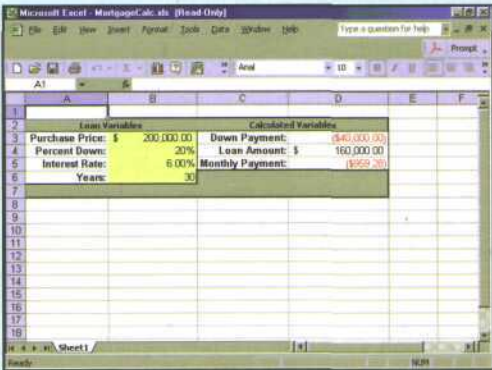 Microsoft Excel - MortgageCalc.xls [Read-Only]
File Edit View Insert Format Tools Data Window Help Type a question for help
Prompt
Arial 10 B I U
A1 fx
A B C D E F
1
2 Loan Variables Calculated Variables
3 Purchase Price: $ 200,000.00 Down Payment: ($40,000.00)
4 Percent Down: 20% Loan Amount: $ 160,000.00
5 Interest Rate: 6.00% Monthly Payment: ($959.28)
6 Years: 30
7
8
9
10
11
12
13
14
15
16
17
18
Sheet1
Ready NUM